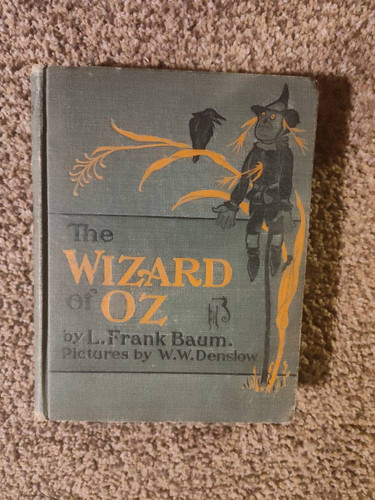 The
WIZARD
of OZ
by L. Frank Baum.
Pictures by W.W. Denslow